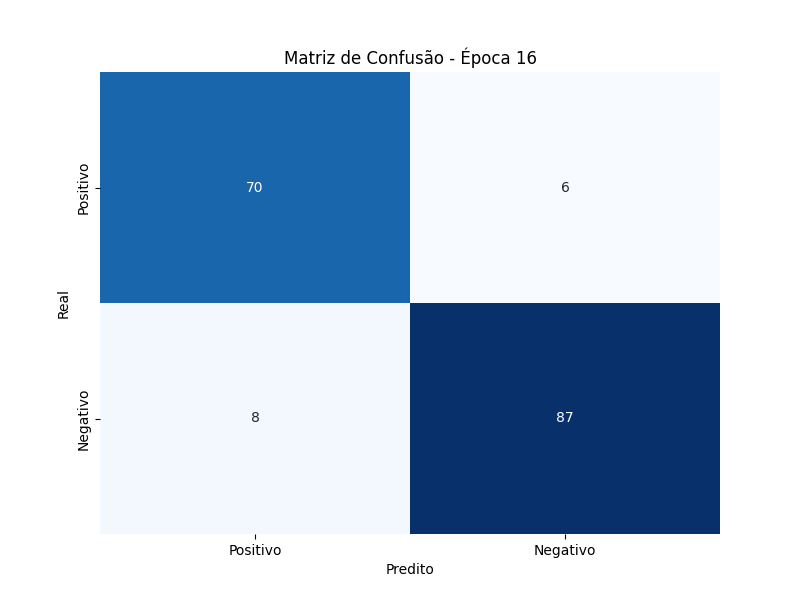 Matriz de Confusão - Época 16
Positivo
70
6
Real
Negativo
8
87
Positivo
Negativo
Predito